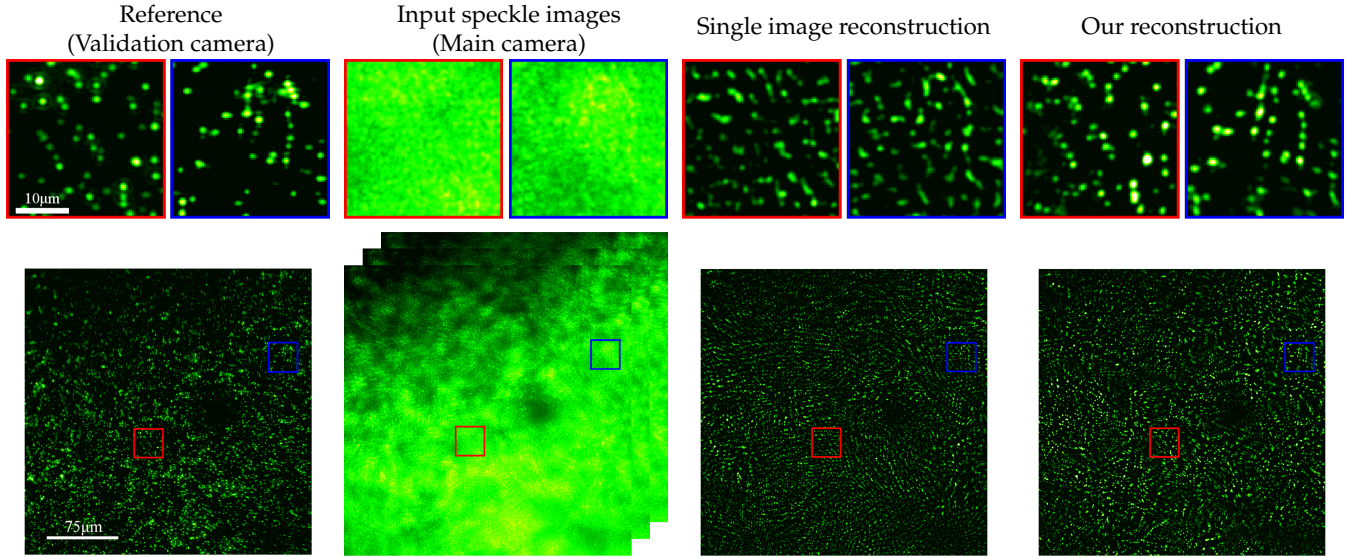 Reference
(Validation camera)
Input speckle images
(Main camera)
Single image reconstruction
Our reconstruction
10μm
75μm